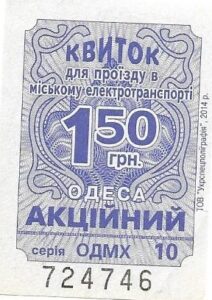 КВИТОК
для проїзду в
міському електротранспорті
1 50
грн.
ОДЕСА
АКЦІЙНИЙ
серія ОДМХ 10
724746
ТОВ "Укрспецполіграфія", 2014 р.